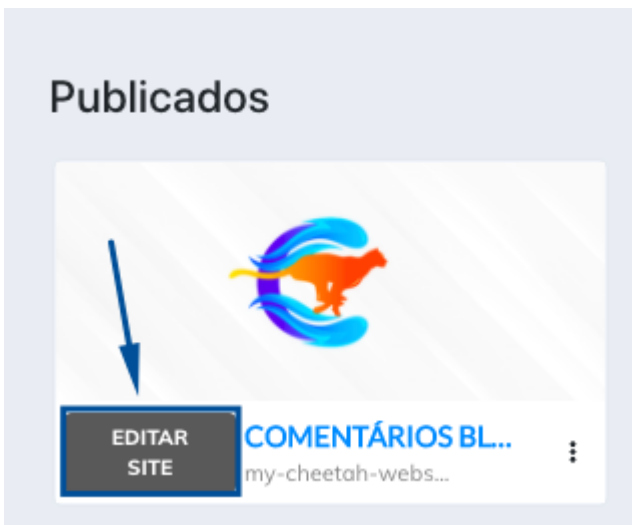 Publicados
EDITAR
SITE
COMENTÁRIOS BL...
my-cheetah-webs...